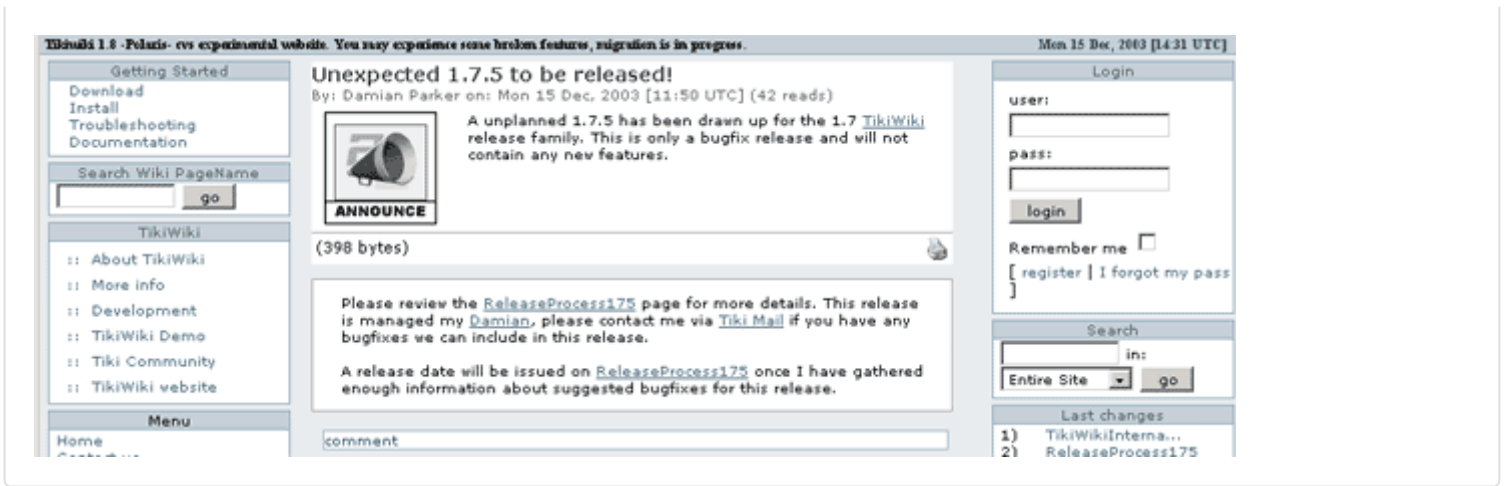 Tikiwiki 1.8 -Polaris- cvs experimental website. You may experience some broken features, migration is in progress.
Mon 15 Dec, 2003 [14:31 UTC]
Getting Started
Download
Install
Troubleshooting
Documentation
Search Wiki PageName
go
TikiWiki
:: About TikiWiki
:: More info
:: Development
:: TikiWiki Demo
:: Tiki Community
:: TikiWiki website
Menu
Home
Contact us
Unexpected 1.7.5 to be released!
By: Damian Parker on: Mon 15 Dec, 2003 [11:50 UTC] (42 reads)
ANNOUNCE
A unplanned 1.7.5 has been drawn up for the 1.7 TikiWiki
release family. This is only a bugfix release and will not
contain any new features.
(398 bytes)
Please review the ReleaseProcess175 page for more details. This release
is managed my Damian, please contact me via Tiki Mail if you have any
bugfixes we can include in this release.
A release date will be issued on ReleaseProcess175 once I have gathered
enough information about suggested bugfixes for this release.
comment
Login
user:
pass:
login
Remember me
[ register | I forgot my pass
]
Search
in:
Entire Site
go
Last changes
1) TikiWikiInterna...
2) ReleaseProcess175